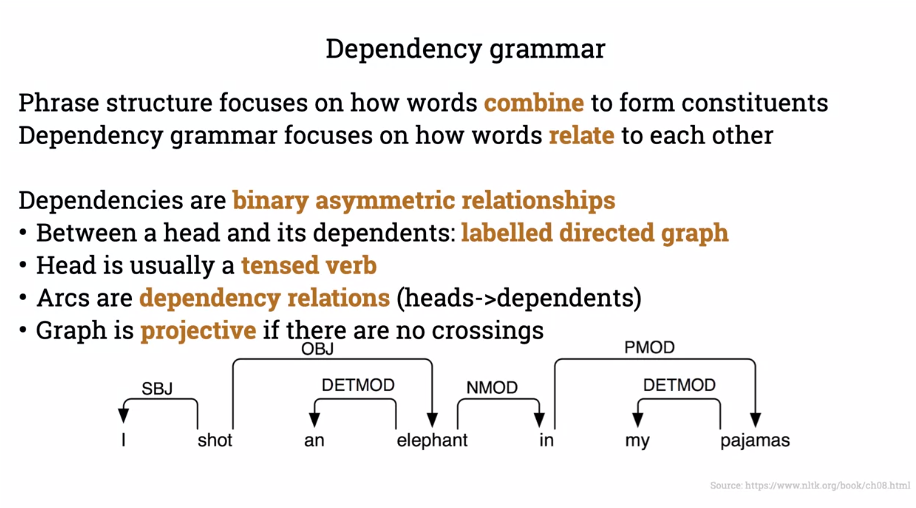 Dependency grammar
Phrase structure focuses on how words combine to form constituents
Dependency grammar focuses on how words relate to each other
Dependencies are binary asymmetric relationships
• Between a head and its dependents: labelled directed graph
• Head is usually a tensed verb
• Arcs are dependency relations (heads->dependents)
• Graph is projective if there are no crossings
OBJ PMOD
SBJ DETMOD NMOD DETMOD
I shot an elephant in my pajamas
Source: https://www.nltk.org/book/ch08.html